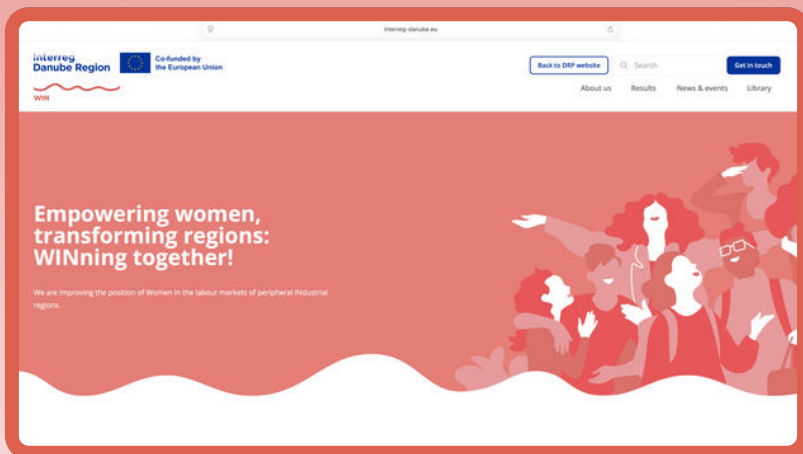 interreg-danube.eu
Interreg
Danube Region
Co-funded by
the European Union
WIN
Back to DRP website
Search
Get in touch
About us
Results
News & events
Library
Empowering women,
transforming regions:
WINning together!
We are improving the position of Women in the labour markets of peripheral INdustrial
regions.